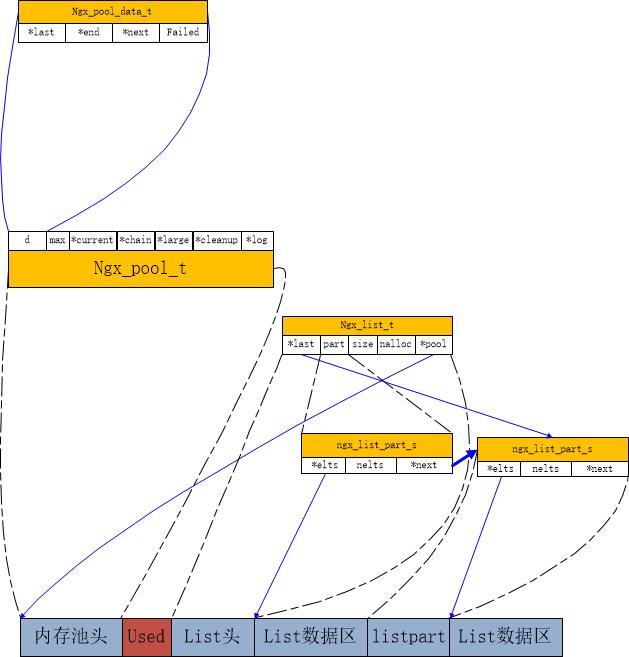 Ngx_pool_data_t
*last *end *next Failed
d max *current *chain *large *cleanup *log
Ngx_pool_t
Ngx_list_t
*last part size nalloc *pool
ngx_list_part_s
*elts nelts *next
ngx_list_part_s
*elts nelts *next
内存池头 Used List头 List数据区 listpart List数据区